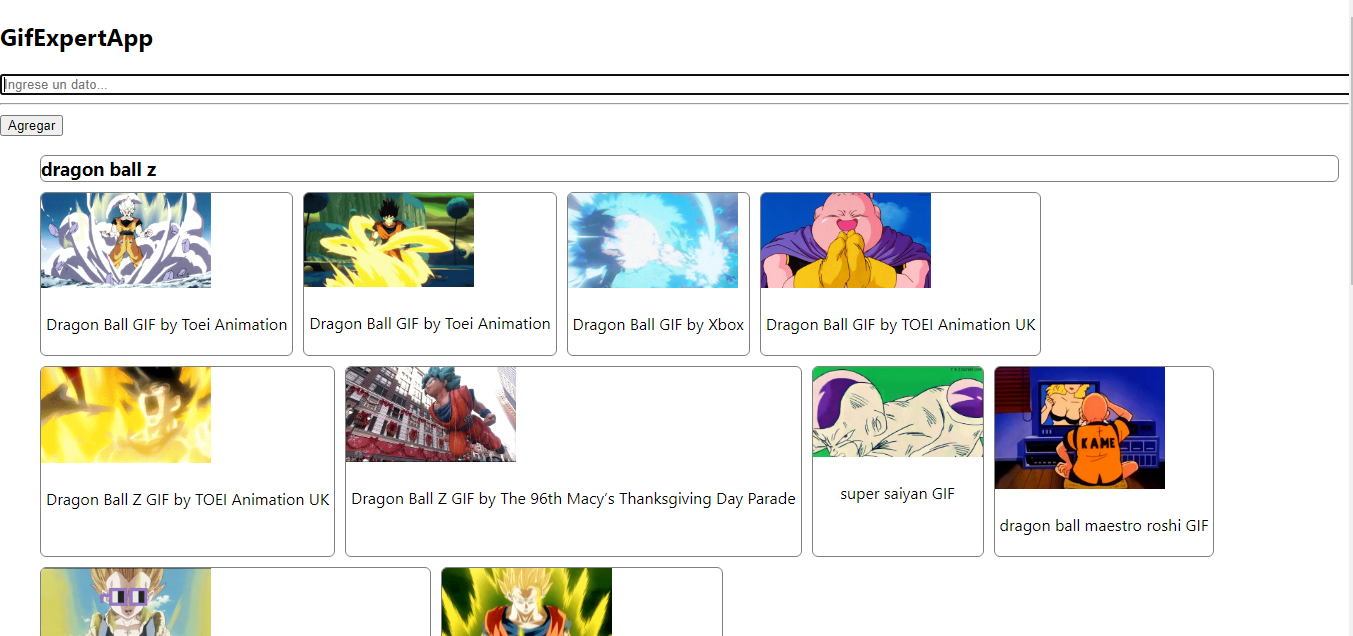 GifExpertApp
Ingrese un dato...
Agregar
dragon ball z
Dragon Ball GIF by Toei Animation
Dragon Ball GIF by Toei Animation
Dragon Ball GIF by Xbox
Dragon Ball GIF by TOEI Animation UK
KAME
Dragon Ball Z GIF by TOEI Animation UK
Dragon Ball Z GIF by The 96th Macy’s Thanksgiving Day Parade
super saiyan GIF
dragon ball maestro roshi GIF